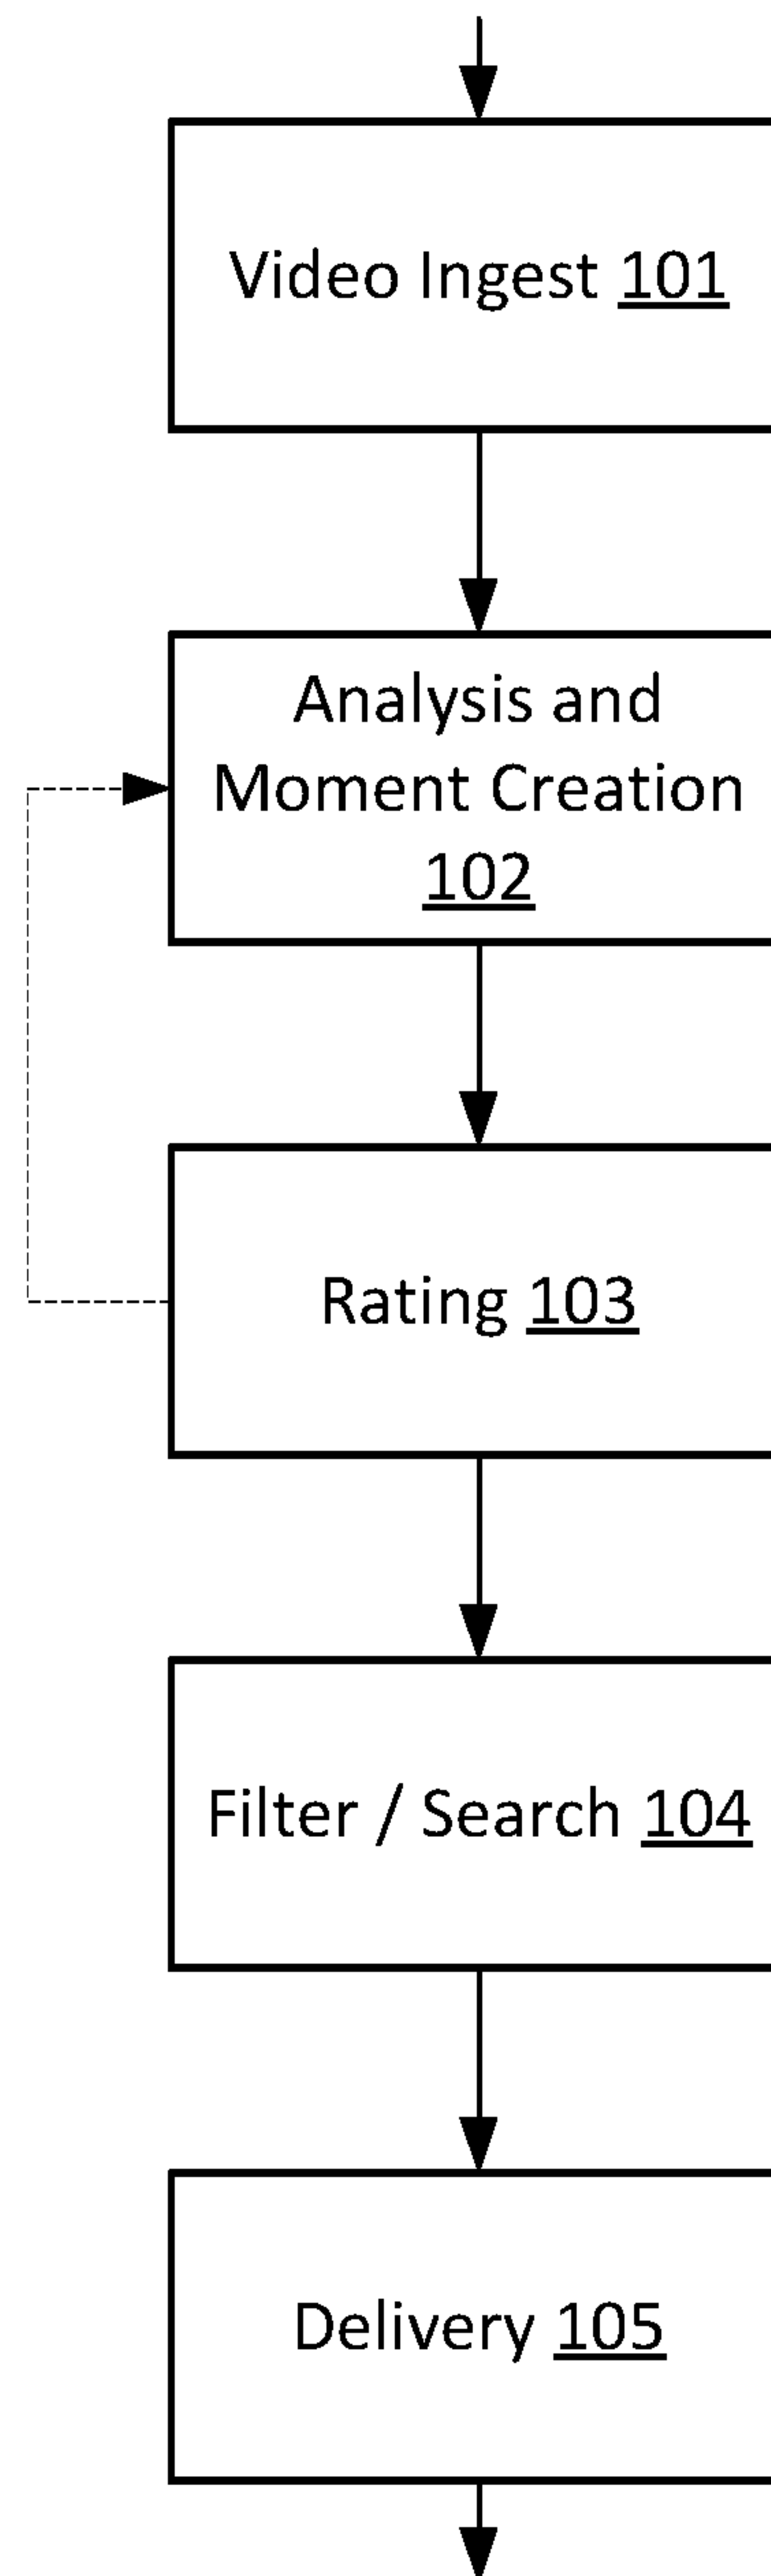 Video Ingest 101
Analysis and
Moment Creation
102
Rating 103
Filter / Search 104
Delivery 105